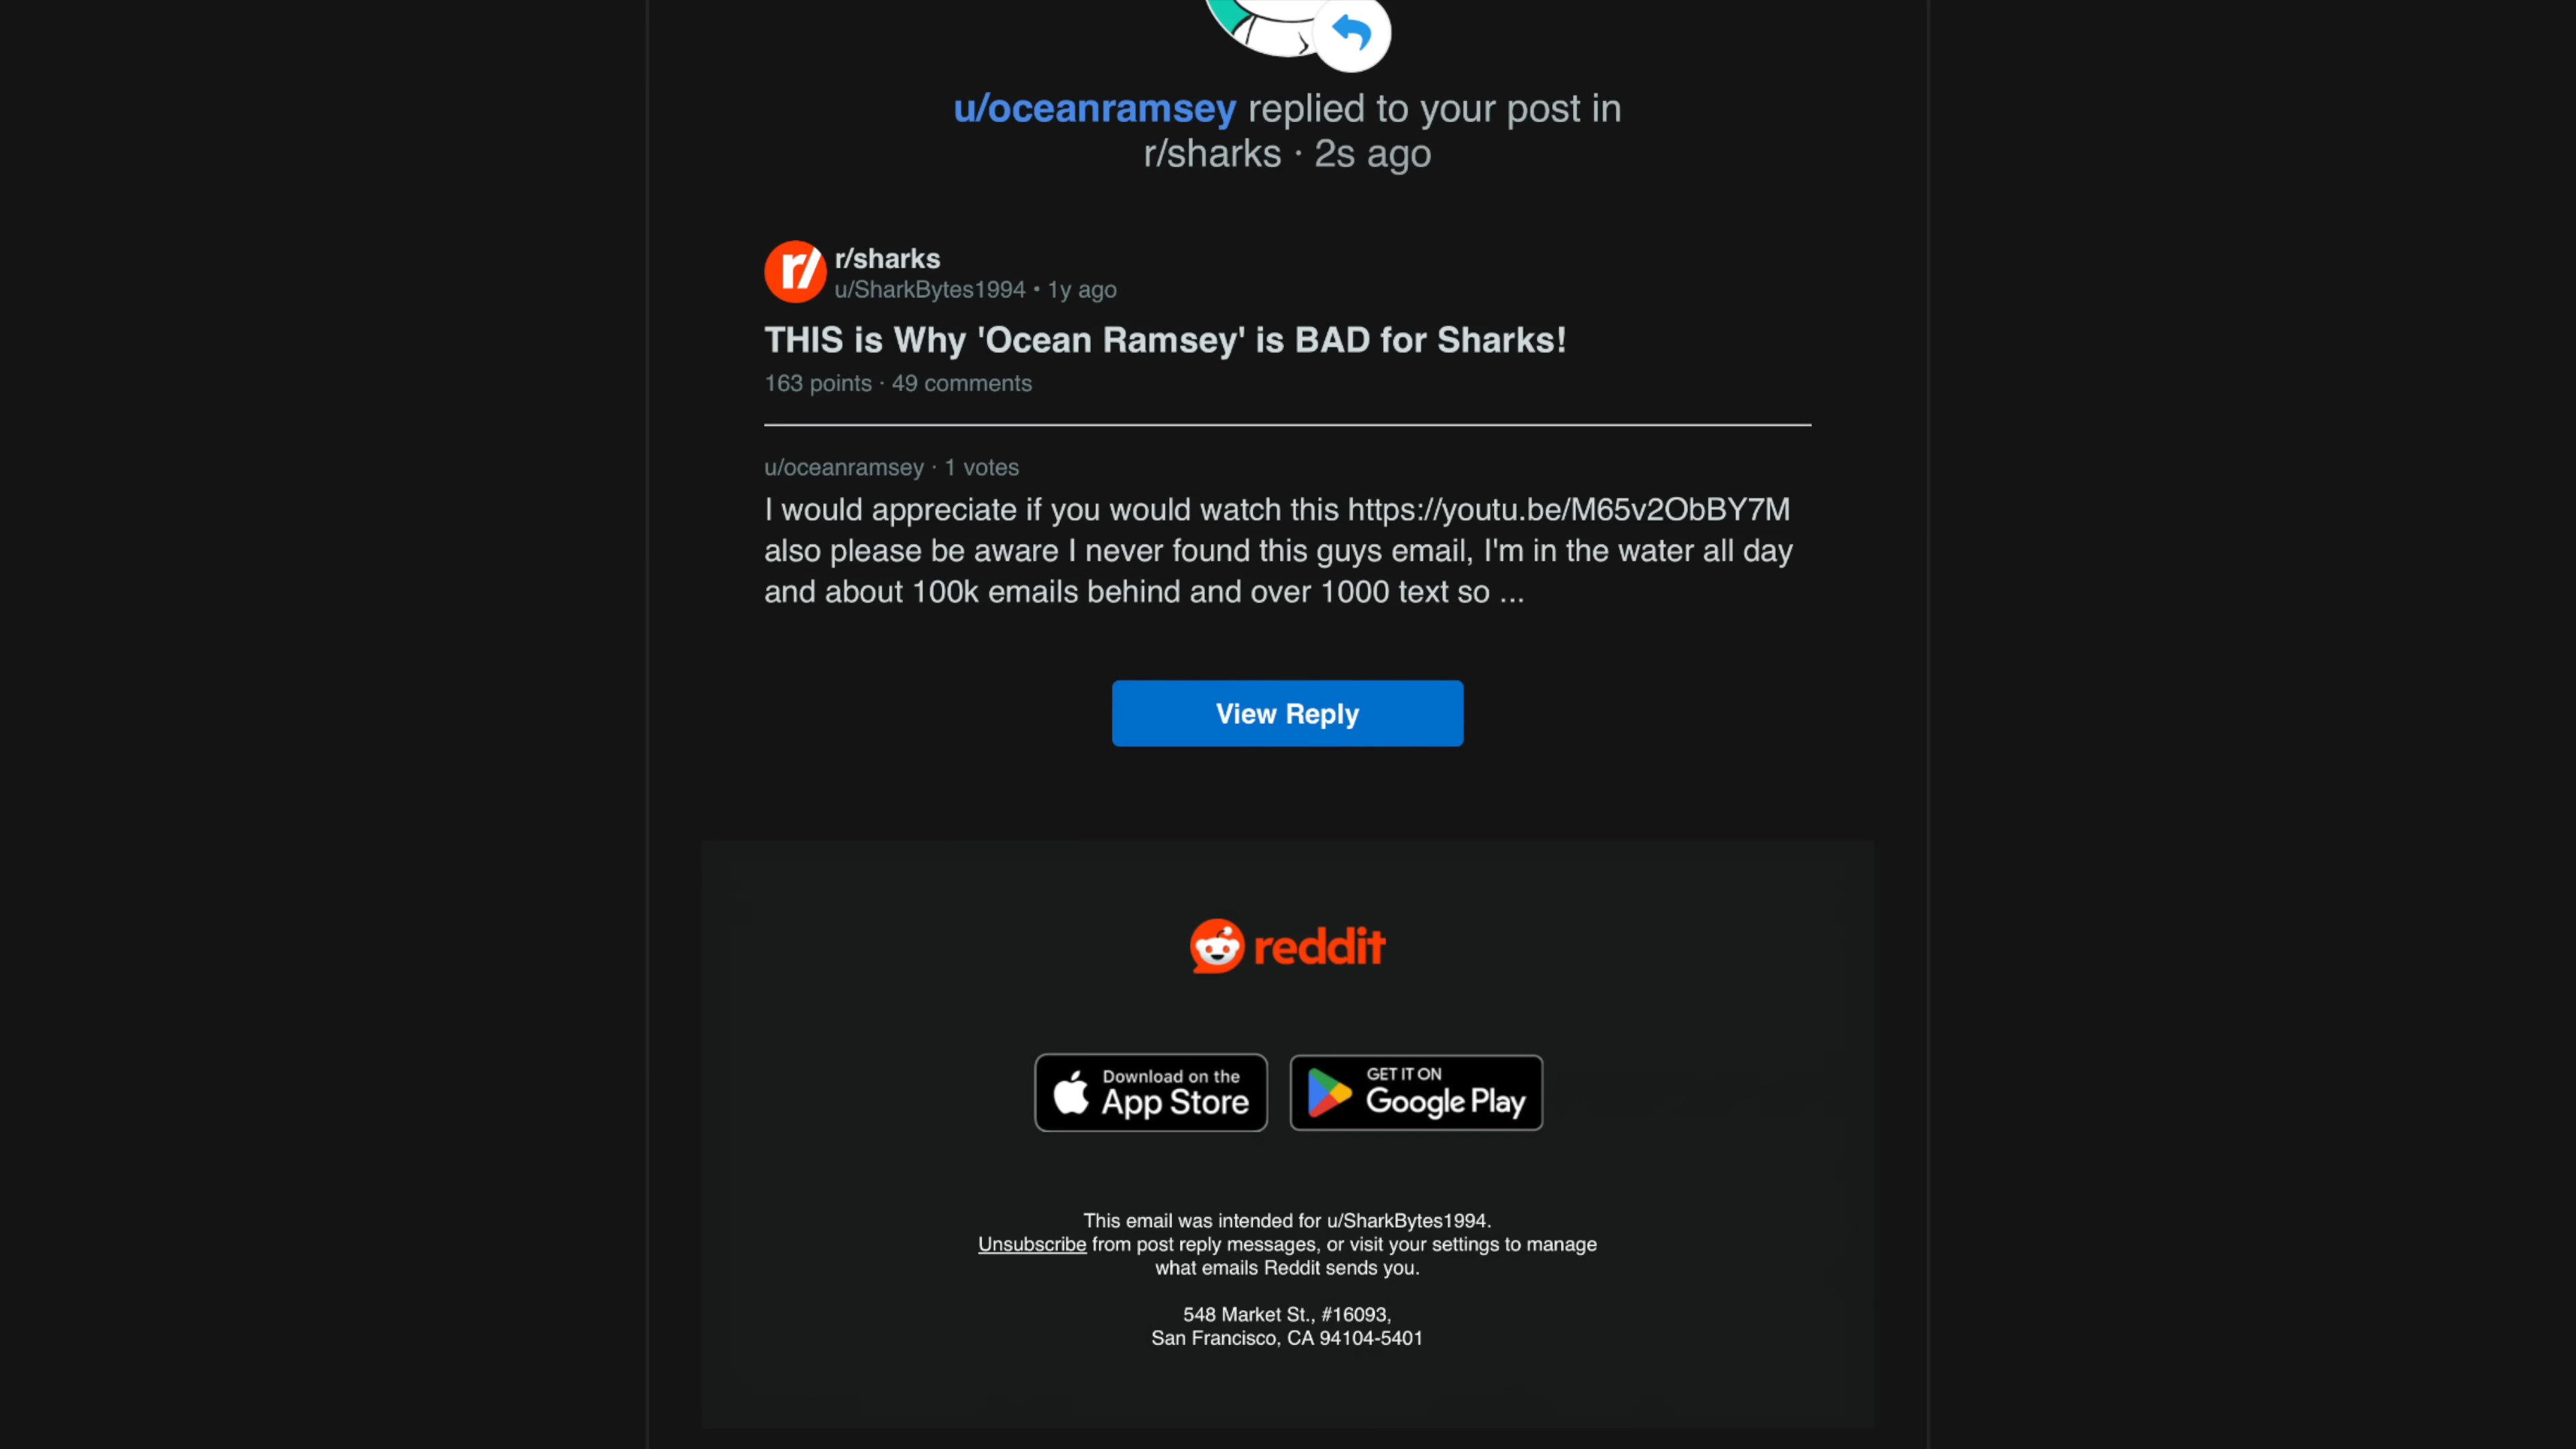 u/oceanramsey replied to your post in
r/sharks · 2s ago
r/
r/sharks
u/SharkBytes1994 • 1y ago
THIS is Why 'Ocean Ramsey' is BAD for Sharks!
163 points · 49 comments
u/oceanramsey · 1 votes
I would appreciate if you would watch this https://youtu.be/M65v2ObBY7M
also please be aware I never found this guys email, I'm in the water all day
and about 100k emails behind and over 1000 text so ...
View Reply
reddit
Download on the
App Store
GET IT ON
Google Play
This email was intended for u/SharkBytes1994.
Unsubscribe from post reply messages, or visit your settings to manage
what emails Reddit sends you.
548 Market St., #16093,
San Francisco, CA 94104-5401